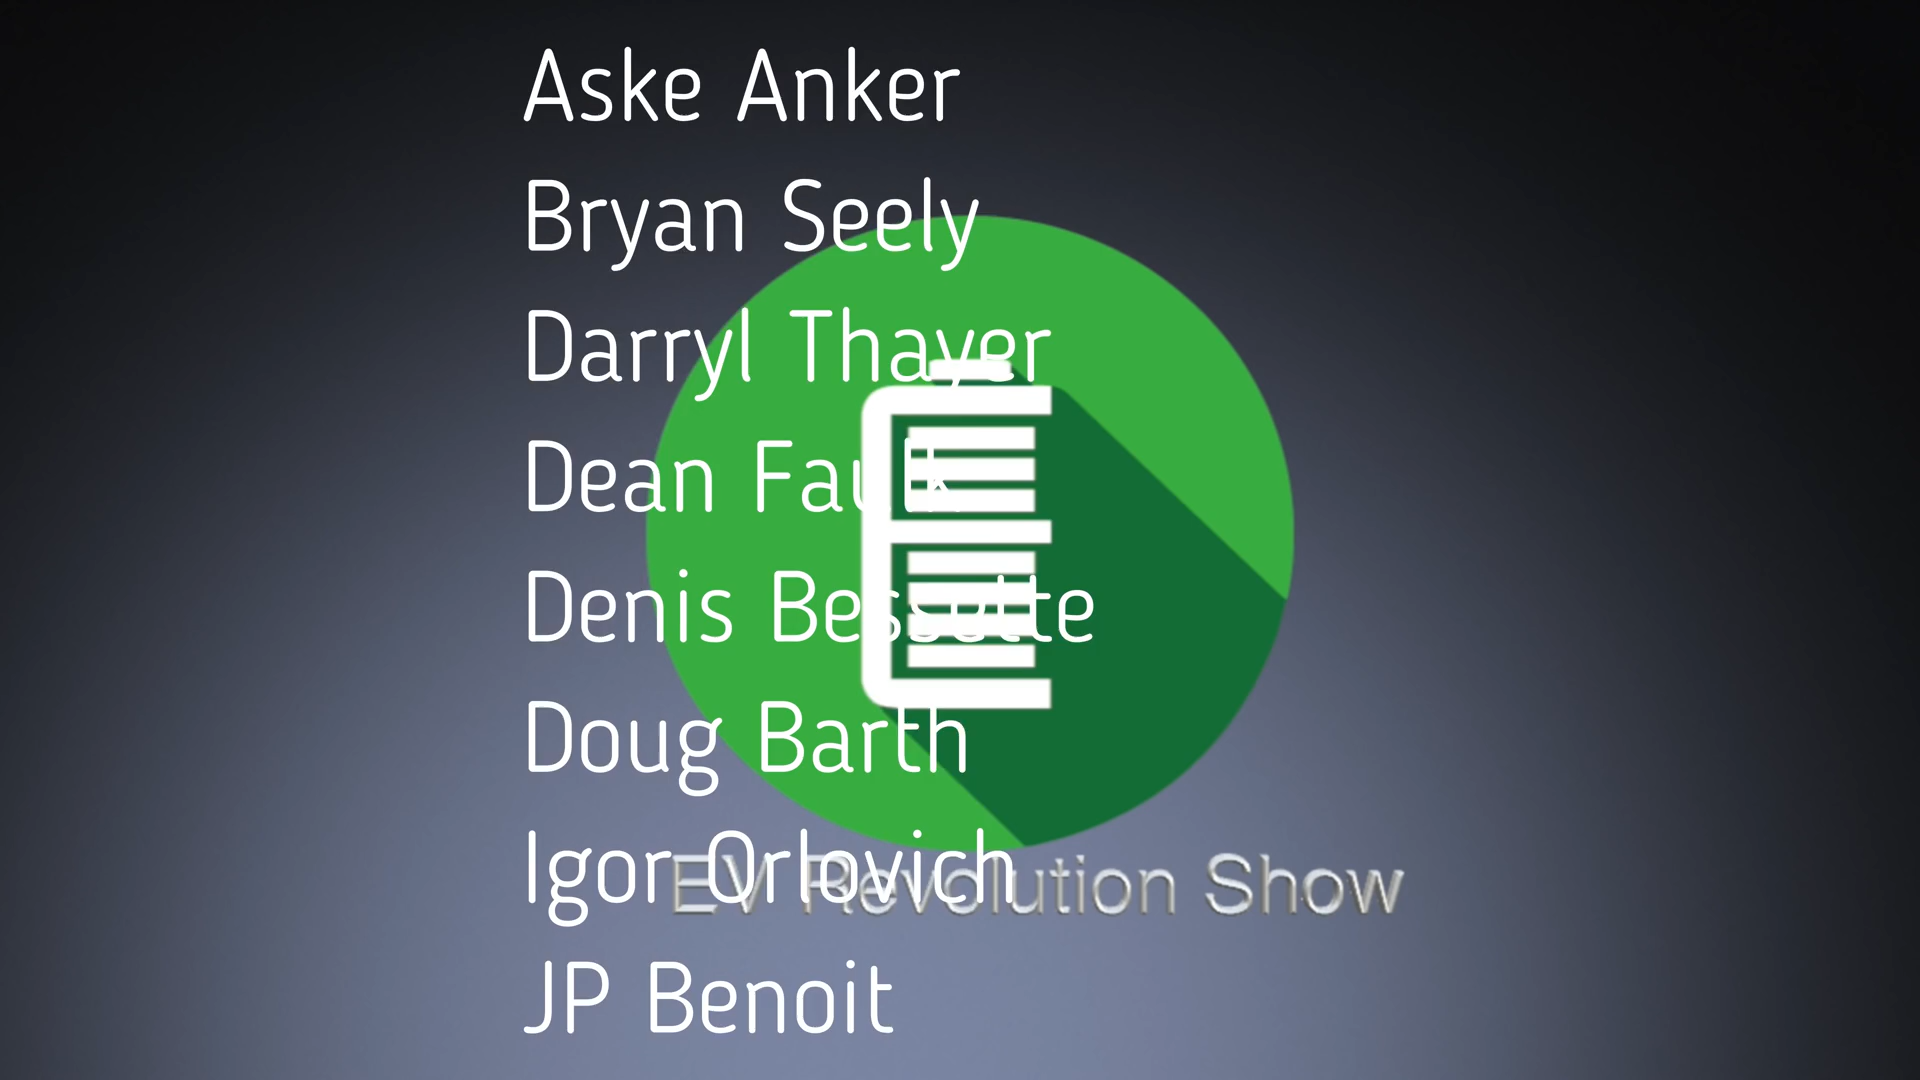 Aske Anker
Bryan Seely
Darryl Thayer
Dean Faulk
Denis Bessette
Doug Barth
Igor Orlovich
EV Revolution Show
JP Benoit